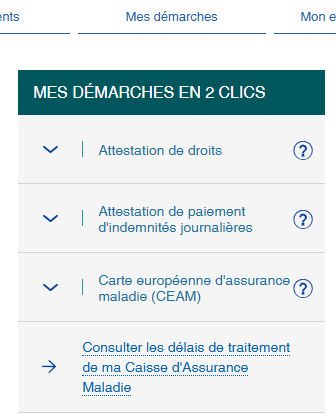 ents
Mes démarches
Mon e
MES DÉMARCHES EN 2 CLICS
Attestation de droits
?
Attestation de paiement
d'indemnités journalières
?
Carte européenne d'assurance
maladie (CEAM)
?
Consulter les délais de traitement
de ma Caisse d'Assurance
Maladie